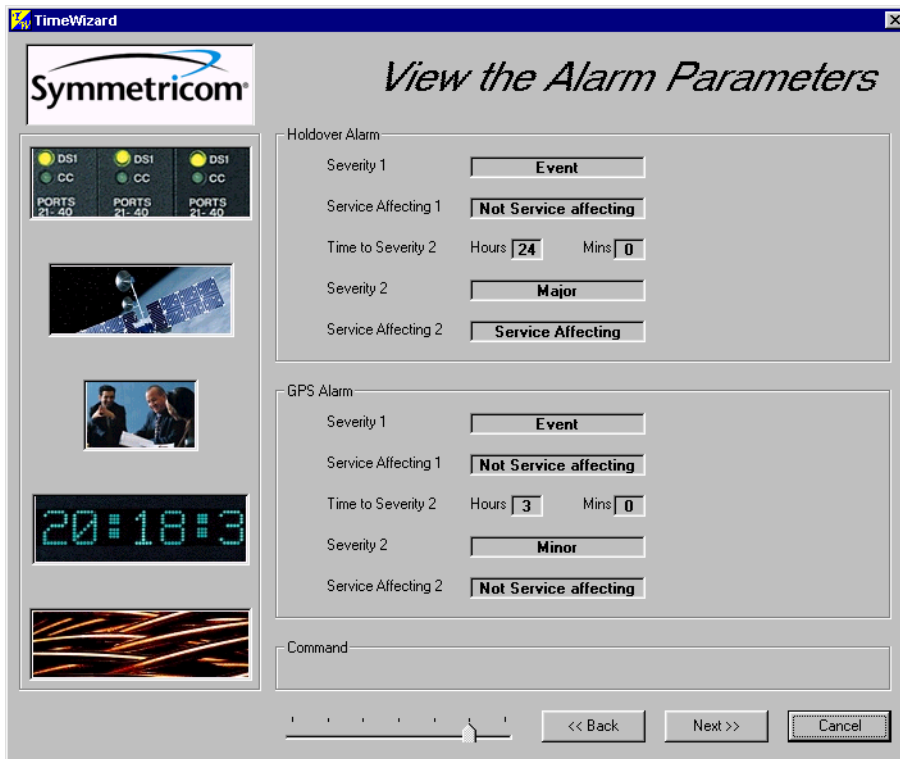 TimeWizard
Symmetricom
View the Alarm Parameters
DS1 DS1 DS1
CC CC CC
PORTS PORTS PORTS
21-40 21-40 21-40
20:18:3
Holdover Alarm
Severity 1 Event
Service Affecting 1 Not Service affecting
Time to Severity 2 Hours 24 Mins 0
Severity 2 Major
Service Affecting 2 Service Affecting
GPS Alarm
Severity 1 Event
Service Affecting 1 Not Service affecting
Time to Severity 2 Hours 3 Mins 0
Severity 2 Minor
Service Affecting 2 Not Service affecting
Command
<< Back Next >> Cancel